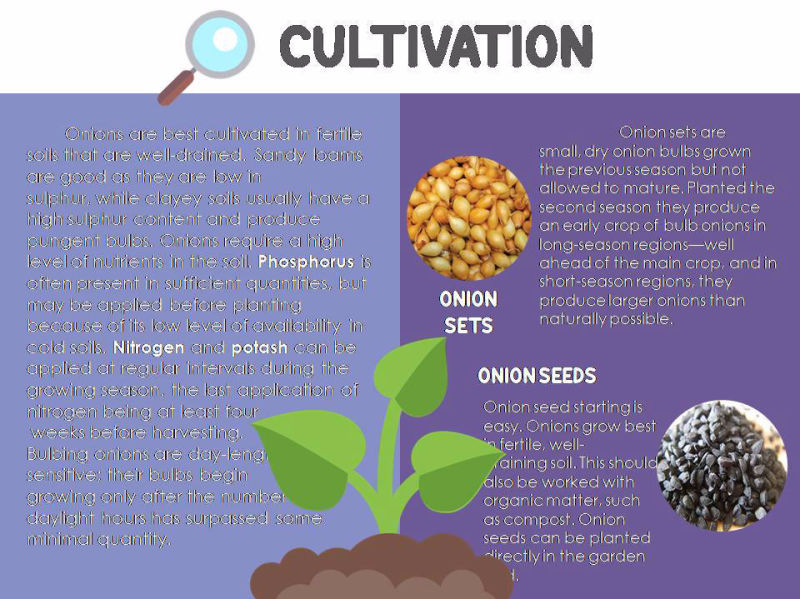 CULTIVATION
Onions are best cultivated in fertile
soils that are well-drained. Sandy loams
are good as they are low in
sulphur, while clayey soils usually have a
high sulphur content and produce
pungent bulbs. Onions require a high
level of nutrients in the soil. Phosphorus is
often present in sufficient quantities, but
may be applied before planting
because of its low level of availability in
cold soils. Nitrogen and potash can be
applied at regular intervals during the
growing season, the last application of
nitrogen being at least four
weeks before harvesting.
Bulbing onions are day-leng
sensitive; their bulbs begin
growing only after the number
daylight hours has surpassed some
minimal quantity.
Onion sets are
small, dry onion bulbs grown
the previous season but not
allowed to mature. Planted the
second season they produce
an early crop of bulb onions in
long-season regions—well
ahead of the main crop, and in
short-season regions, they
produce larger onions than
naturally possible.
ONION
SETS
ONION SEEDS
Onion seed starting is
easy. Onions grow best
in fertile, well-
draining soil. This should
also be worked with
organic matter, such
as compost. Onion
seeds can be planted
directly in the garden